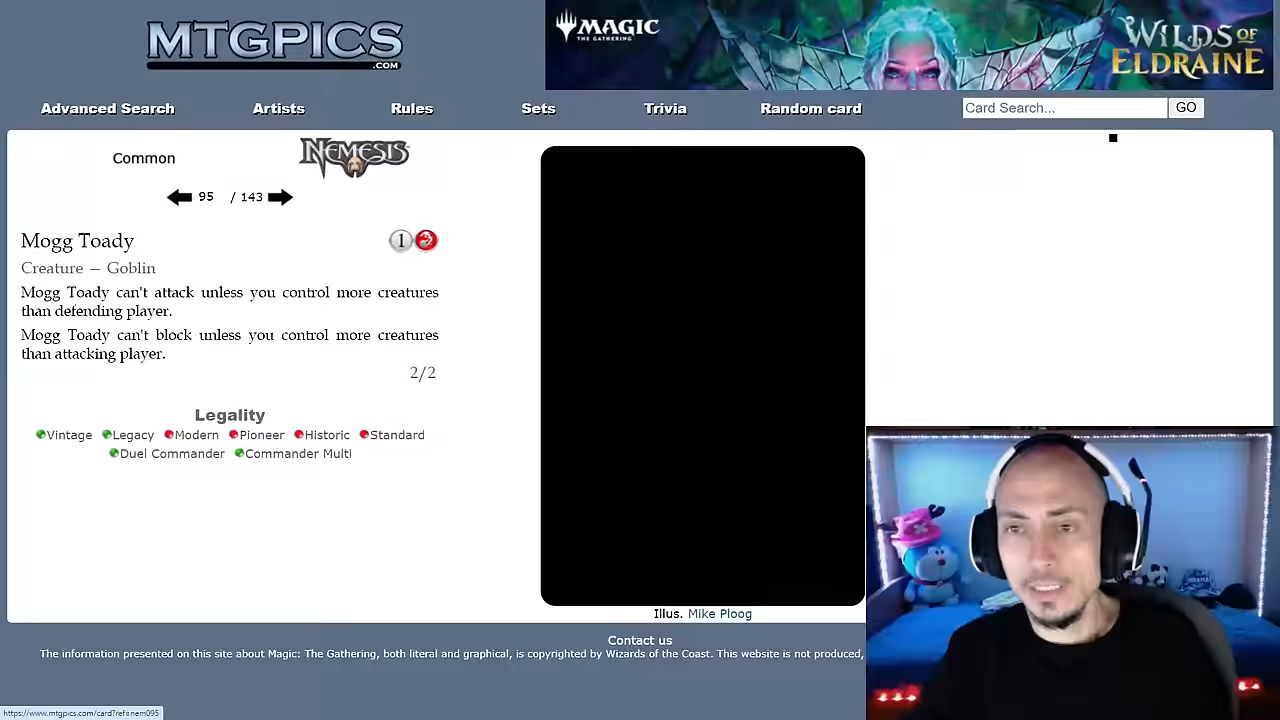 MTGPICS
.COM
MAGIC
THE GATHERING
WILDS OF
ELDRAINE
Advanced Search
Artists
Rules
Sets
Trivia
Random card
Card Search...
GO
Common
NEMESIS
95 / 143
Mogg Toady
1
Creature — Goblin
Mogg Toady can't attack unless you control more creatures
than defending player.
Mogg Toady can't block unless you control more creatures
than attacking player.
2/2
Legality
Vintage Legacy Modern Pioneer Historic Standard
Duel Commander Commander Multi
Illus. Mike Ploog
Contact us
The information presented on this site about Magic: The Gathering, both literal and graphical, is copyrighted by Wizards of the Coast. This website is not produced,
https://www.mtgpics.com/card?ref=nem095